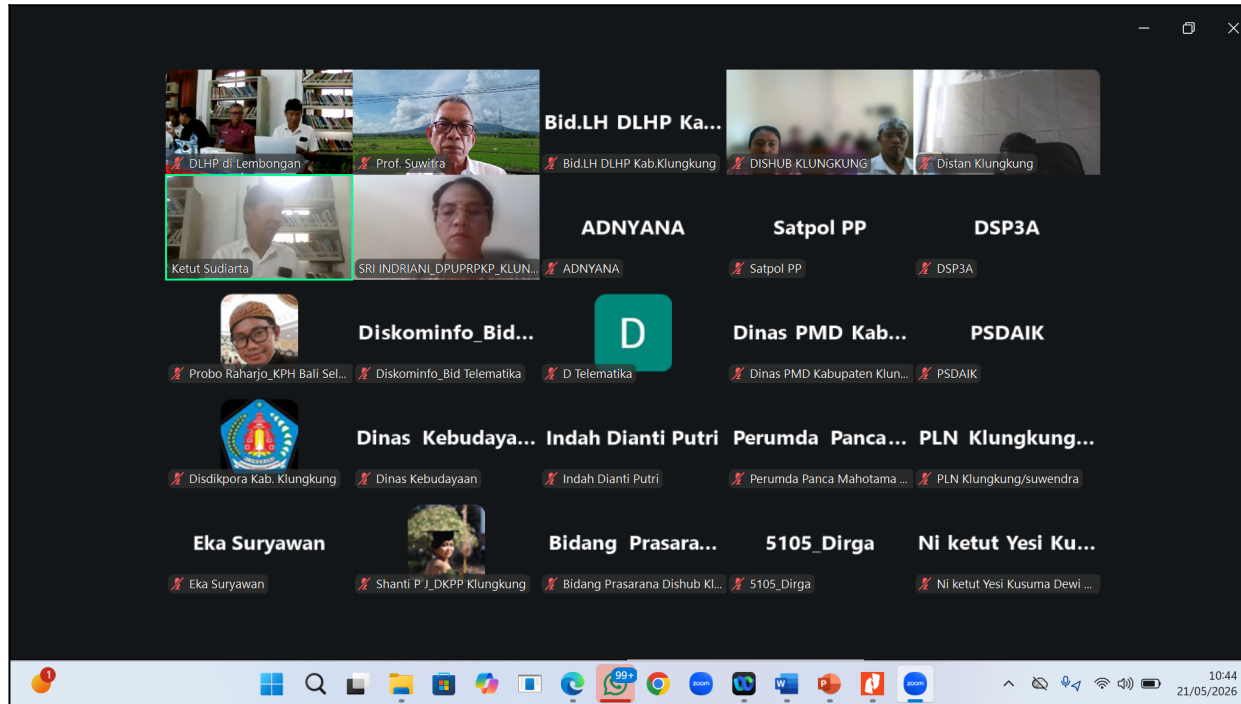 DLHP di Lembongan
Prof. Suwitra
Bid.LH DLHP Ka...
Bid.LH DLHP Kab.Klungkung
DISHUB KLUNGKUNG
Distan Klungkung
Ketut Sudiarta
SRI INDRIANI_DPUPRPKP_KLUN...
ADNYANA
ADNYANA
Satpol PP
Satpol PP
DSP3A
DSP3A
Probo Raharjo_KPH Bali Sel...
Diskominfo_Bid...
Diskominfo_Bid Telematika
D
D Telematika
Dinas PMD Kab...
Dinas PMD Kabupaten Klun...
PSDAIK
PSDAIK
Disdikpora Kab. Klungkung
Dinas Kebudaya...
Dinas Kebudayaan
Indah Dianti Putri
Indah Dianti Putri
Perumda Panca...
Perumda Panca Mahotama ...
PLN Klungkung...
PLN Klungkung/suwendra
Eka Suryawan
Eka Suryawan
Shanti P J_DKPP Klungkung
Bidang Prasara...
Bidang Prasarana Dishub Kl...
5105_Dirga
5105_Dirga
Ni ketut Yesi Ku...
Ni ketut Yesi Kusuma Dewi ...
1
99+
zoom
W
P
zoom
10:44
21/05/2026